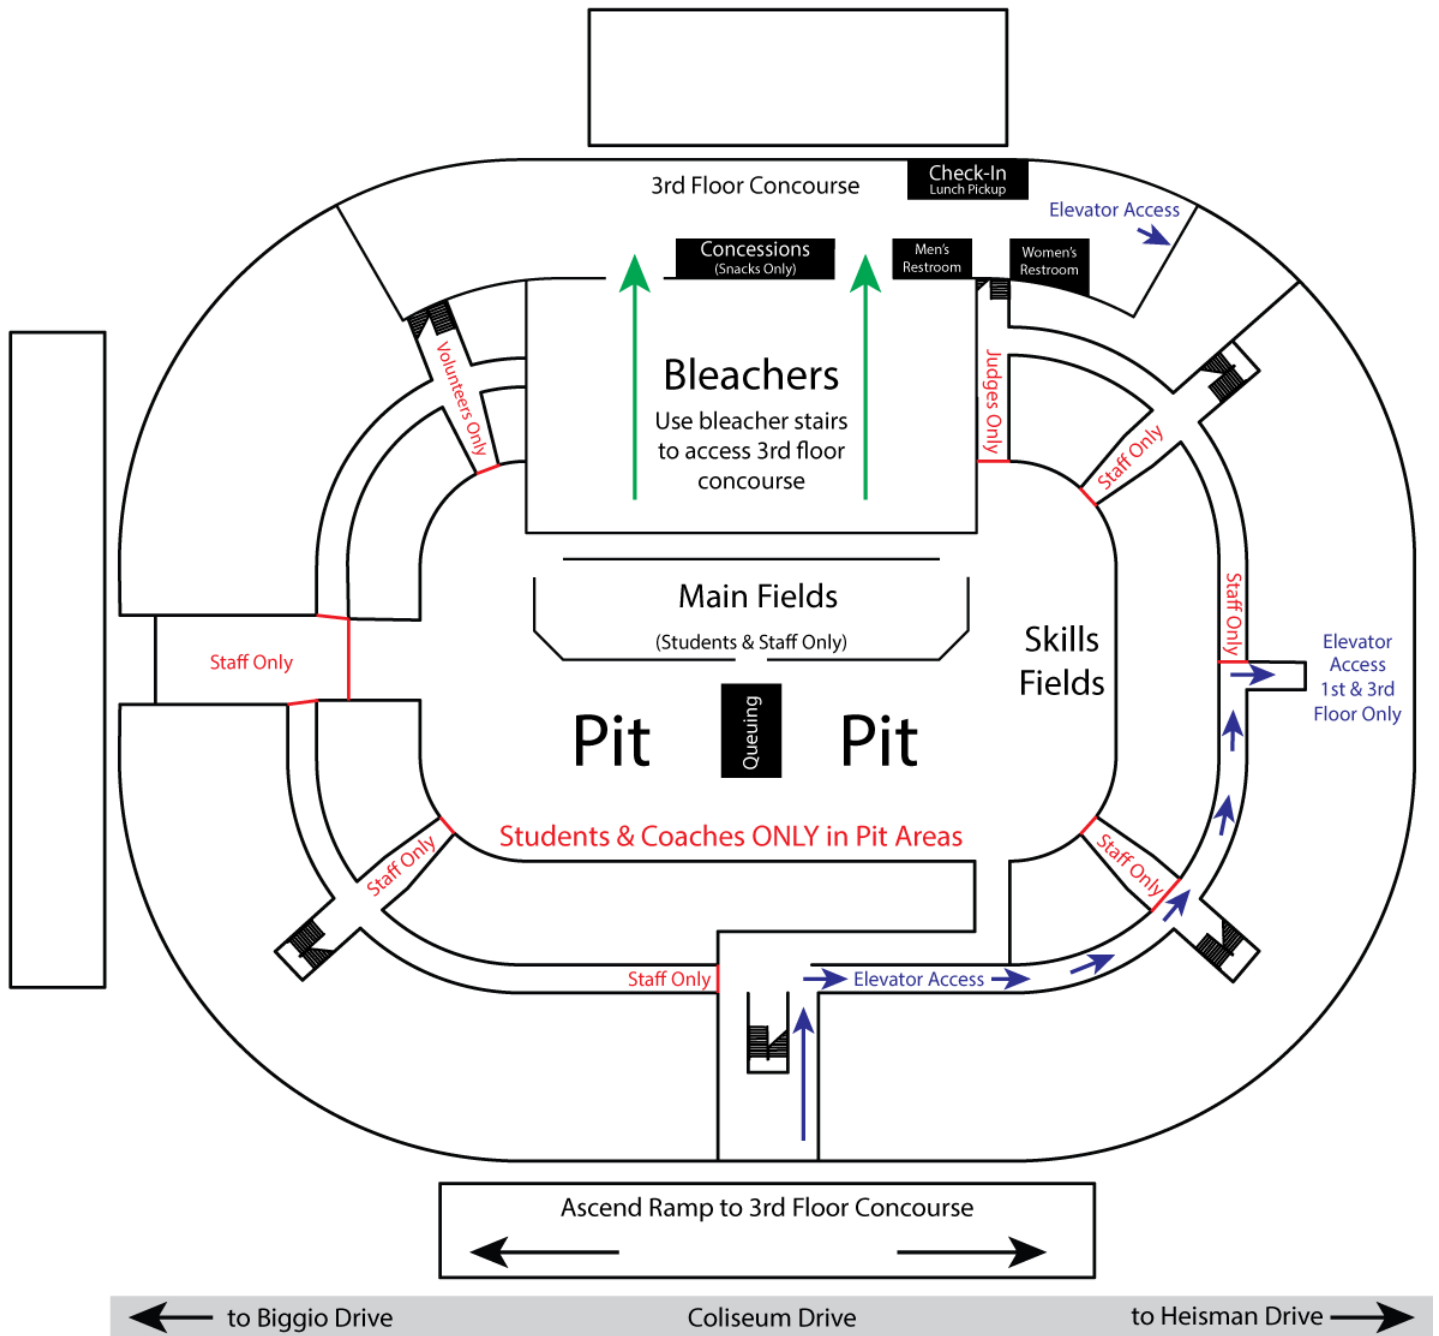 3rd Floor Concourse
Check-In
Lunch Pickup
Elevator Access
Concessions
(Snacks Only)
Men's
Restroom
Women's
Restroom
Volunteers Only
Bleachers
Use bleacher stairs
to access 3rd floor
concourse
Judges Only
Staff Only
Main Fields
(Students & Staff Only)
Skills
Fields
Staff Only
Elevator
Access
1st & 3rd
Floor Only
Staff Only
Pit
Queuing
Pit
Students & Coaches ONLY in Pit Areas
Staff Only
Staff Only
Staff Only
Elevator Access
Ascend Ramp to 3rd Floor Concourse
to Biggio Drive
Coliseum Drive
to Heisman Drive